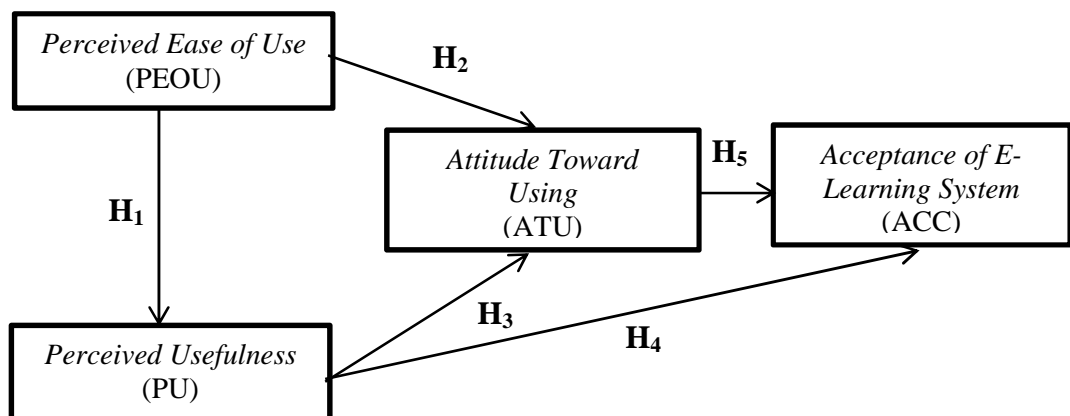 Perceived Ease of Use
(PEOU)
H2
Attitude Toward
Using
(ATU)
H5
Acceptance of E-
Learning System
(ACC)
H1
H3
H4
Perceived Usefulness
(PU)